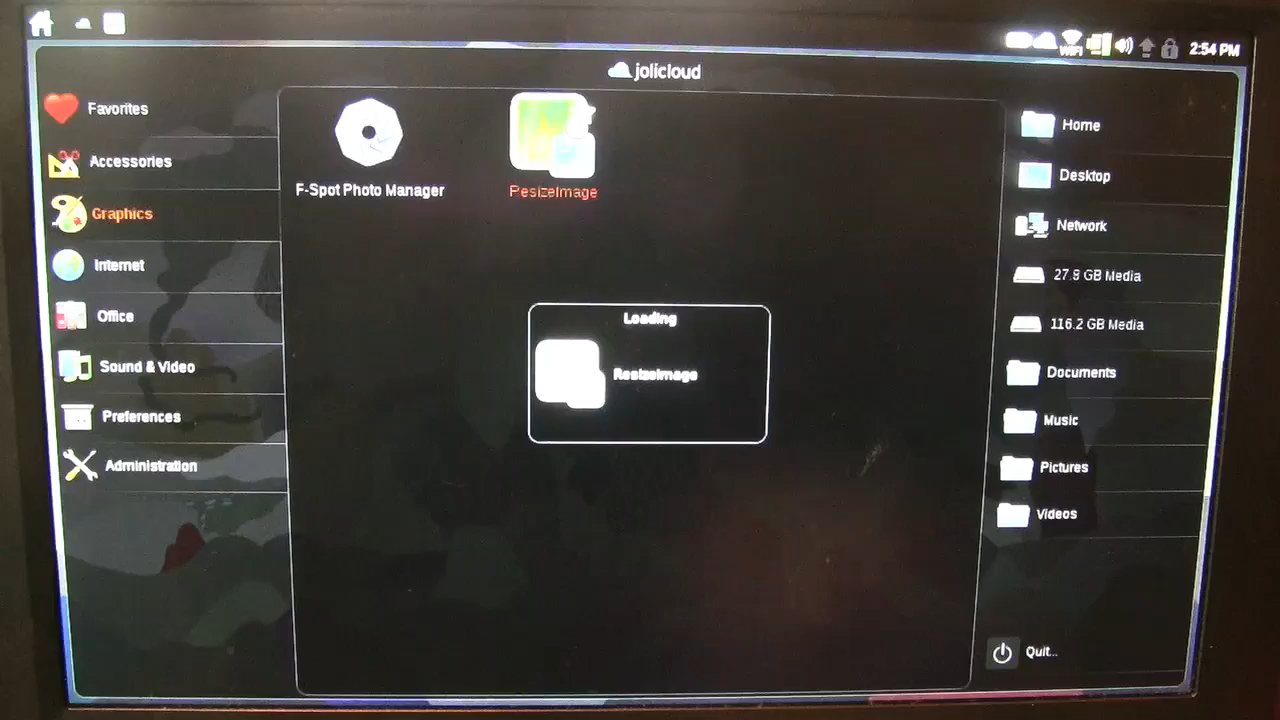 WIFI
2:54 PM
jolicloud
Favorites
Accessories
Graphics
Internet
Office
Sound & Video
Preferences
Administration
F-Spot Photo Manager
ResizeImage
Loading
ResizeImage
Home
Desktop
Network
27.9 GB Media
116.2 GB Media
Documents
Music
Pictures
Videos
Quit...